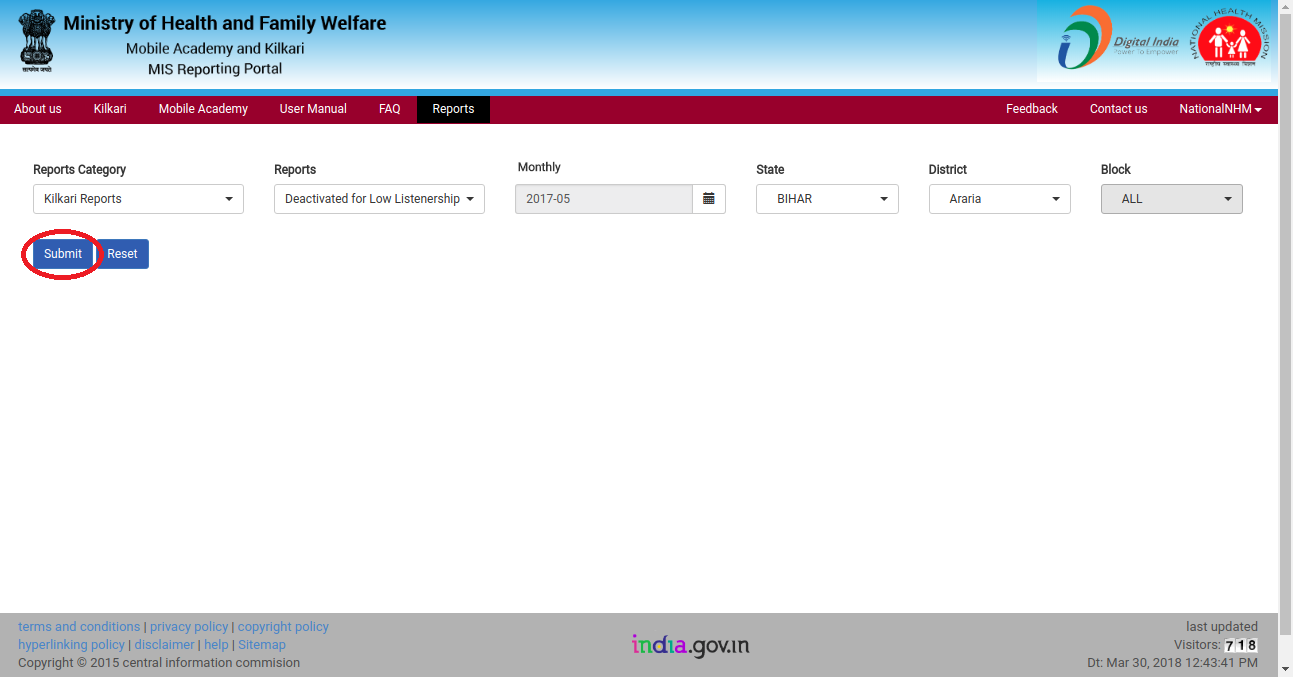 Ministry of Health and Family Welfare
Mobile Academy and Kilkari
MIS Reporting Portal
सत्यमेव जयते
Digital India
Power To Empower
NATIONAL HEALTH MISSION
राष्ट्रीय स्वास्थ्य मिशन
About us Kilkari Mobile Academy User Manual FAQ Reports Feedback Contact us NationalNHM
Reports Category Reports Monthly State District Block
Kilkari Reports Deactivated for Low Listenership 2017-05 BIHAR Araria ALL
Submit Reset
terms and conditions | privacy policy | copyright policy
hyperlinking policy | disclaimer | help | Sitemap
Copyright © 2015 central information commision
india.gov.in
last updated
Visitors: 718
Dt: Mar 30, 2018 12:43:41 PM